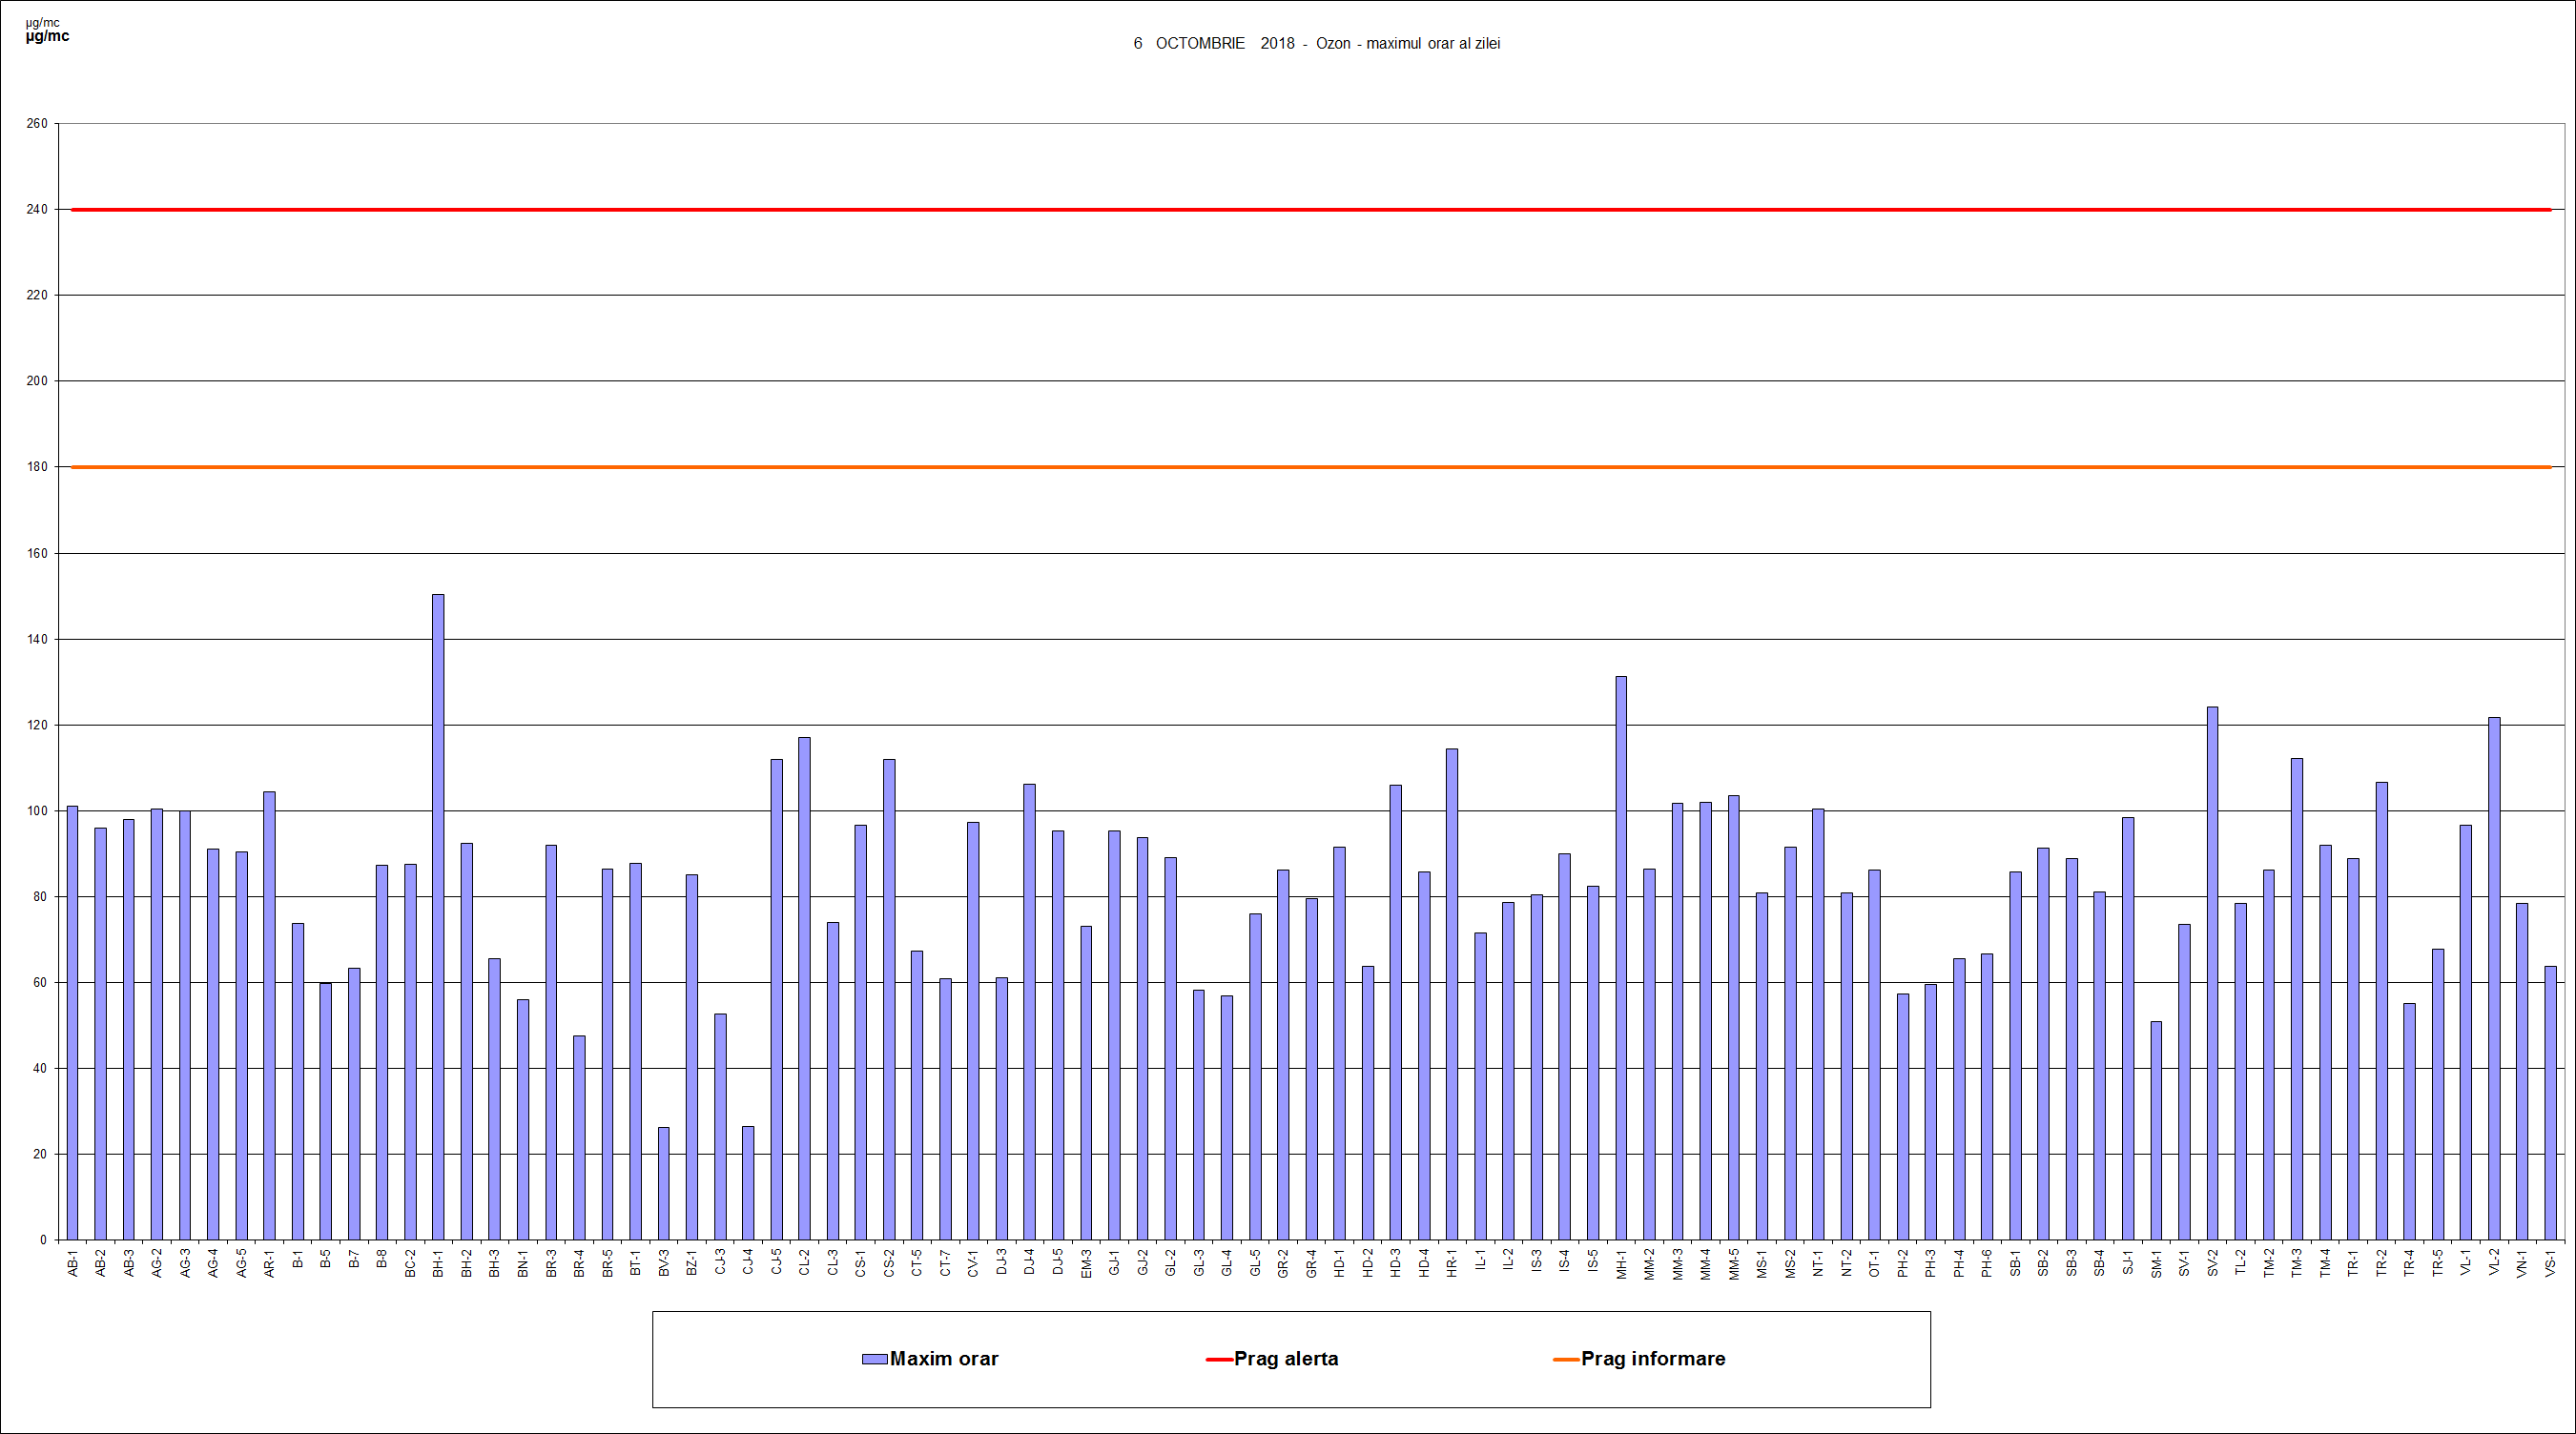 µg/mc
µg/mc
6 OCTOMBRIE 2018 - Ozon - maximul orar al zilei
260
240
220
200
180
160
140
120
100
80
60
40
20
0
AB-1 AB-2 AB-3 AG-2 AG-3 AG-4 AG-5 AR-1 B-1 B-5 B-7 B-8 BC-2 BH-1 BH-2 BH-3 BN-1 BR-3 BR-4 BR-5 BT-1 BV-3 BZ-1 CJ-3 CJ-4 CJ-5 CL-2 CL-3 CS-1 CS-2 CT-5 CT-7 CV-1 DJ-3 DJ-4 DJ-5 EM-3 GJ-1 GJ-2 GL-2 GL-3 GL-4 GL-5 GR-2 GR-4 HD-1 HD-2 HD-3 HD-4 HR-1 IL-1 IL-2 IS-3 IS-4 IS-5 MH-1 MM-2 MM-3 MM-4 MM-5 MS-1 MS-2 NT-1 NT-2 OT-1 PH-2 PH-3 PH-4 PH-6 SB-1 SB-2 SB-3 SB-4 SJ-1 SM-1 SV-1 SV-2 TL-2 TM-2 TM-3 TM-4 TR-1 TR-2 TR-4 TR-5 VL-1 VL-2 VN-1 VS-1
Maxim orar Prag alerta Prag informare